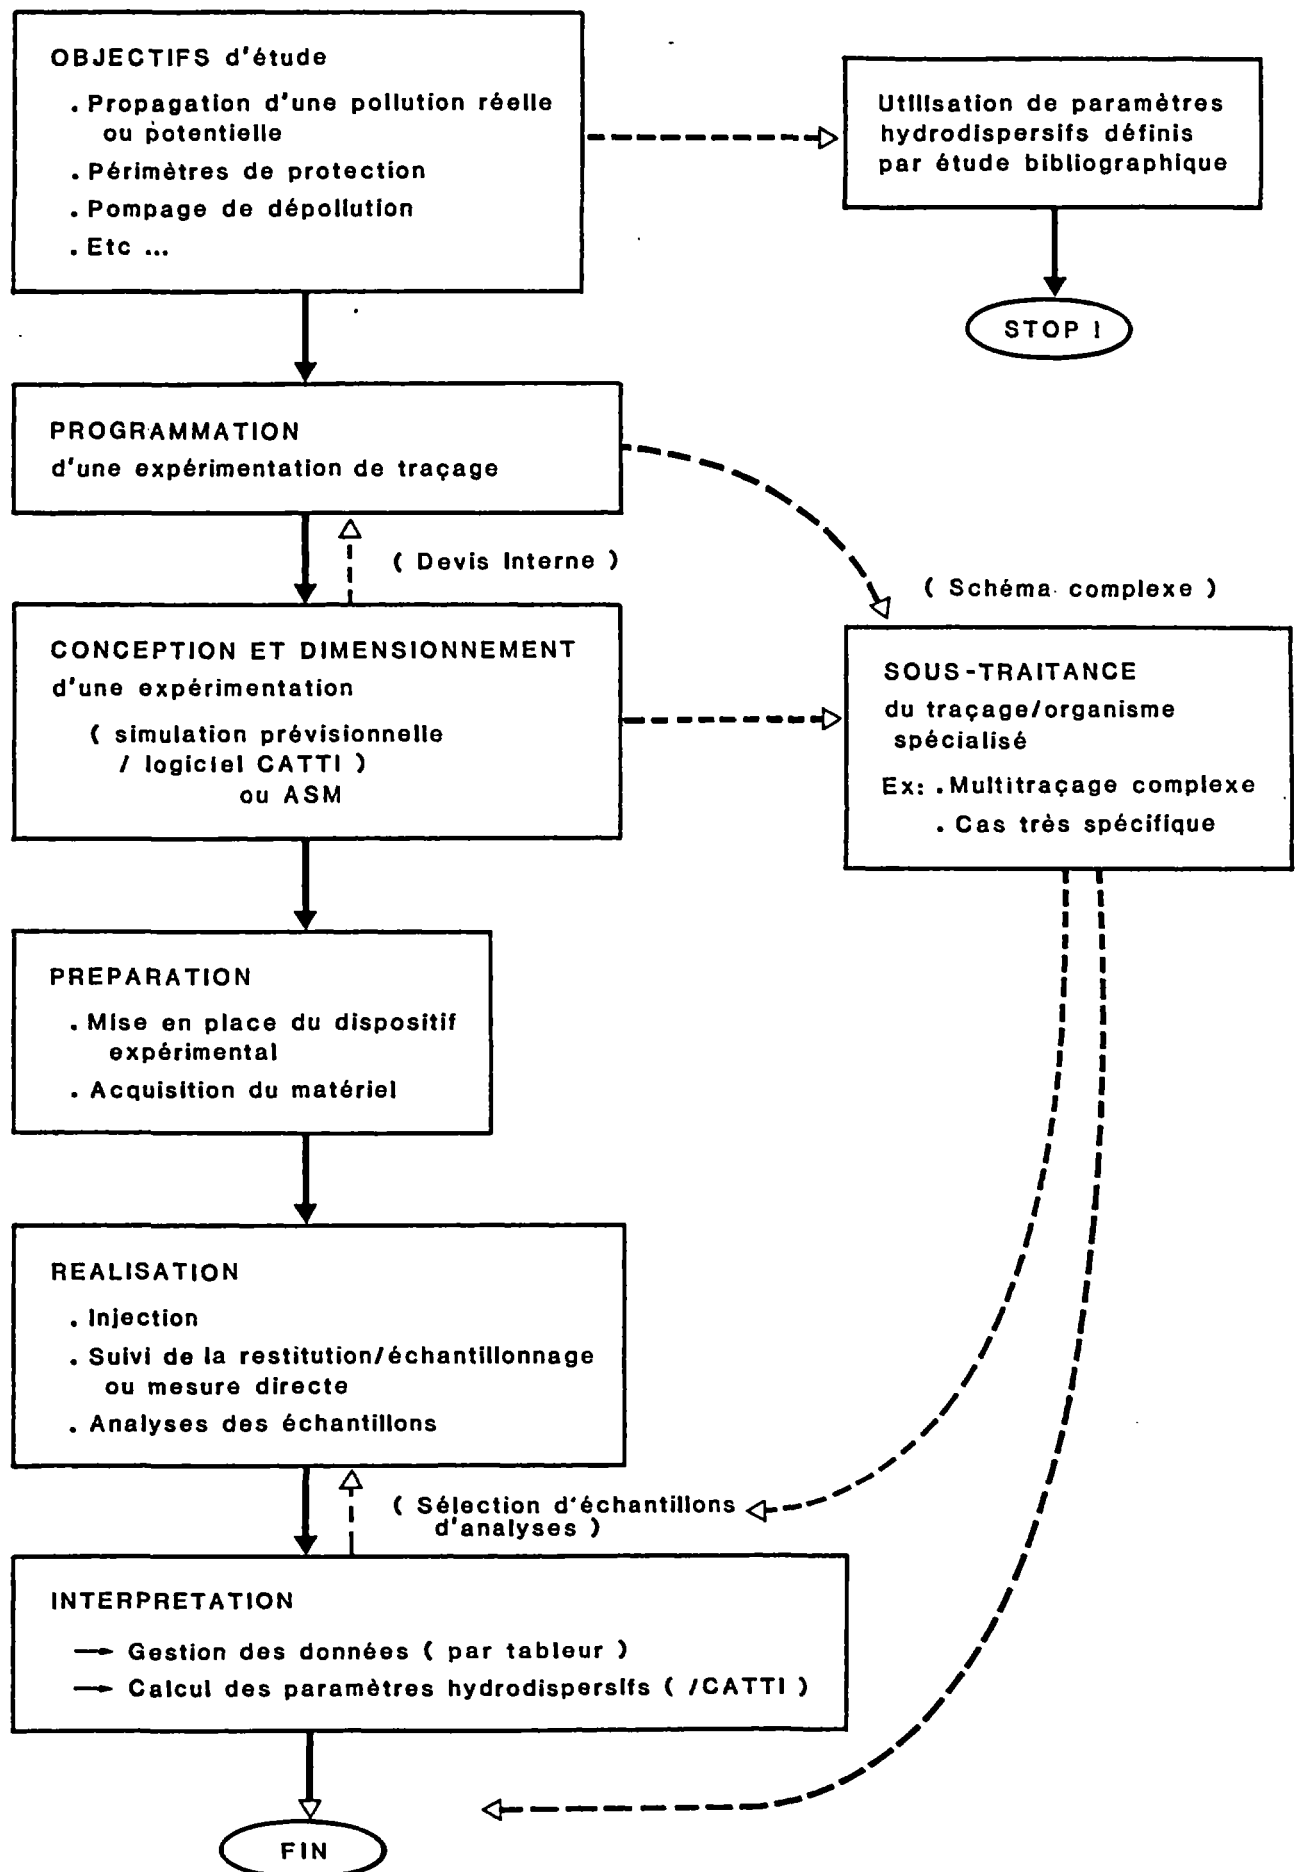 OBJECTIFS d'étude
. Propagation d'une pollution réelle
ou potentielle
. Périmètres de protection
. Pompage de dépollution
. Etc ...
Utilisation de paramètres
hydrodispersifs définis
par étude bibliographique
STOP !
PROGRAMMATION
d'une expérimentation de traçage
( Devis Interne )
( Schéma complexe )
CONCEPTION ET DIMENSIONNEMENT
d'une expérimentation
( simulation prévisionnelle
/ logiciel CATTI )
ou ASM
SOUS-TRAITANCE
du traçage/organisme
spécialisé
Ex: . Multitraçage complexe
. Cas très spécifique
PREPARATION
. Mise en place du dispositif
expérimental
. Acquisition du matériel
REALISATION
. Injection
. Suivi de la restitution/échantillonnage
ou mesure directe
. Analyses des échantillons
( Sélection d'échantillons
d'analyses )
INTERPRETATION
→ Gestion des données ( par tableur )
→ Calcul des paramètres hydrodispersifs ( /CATTI )
FIN